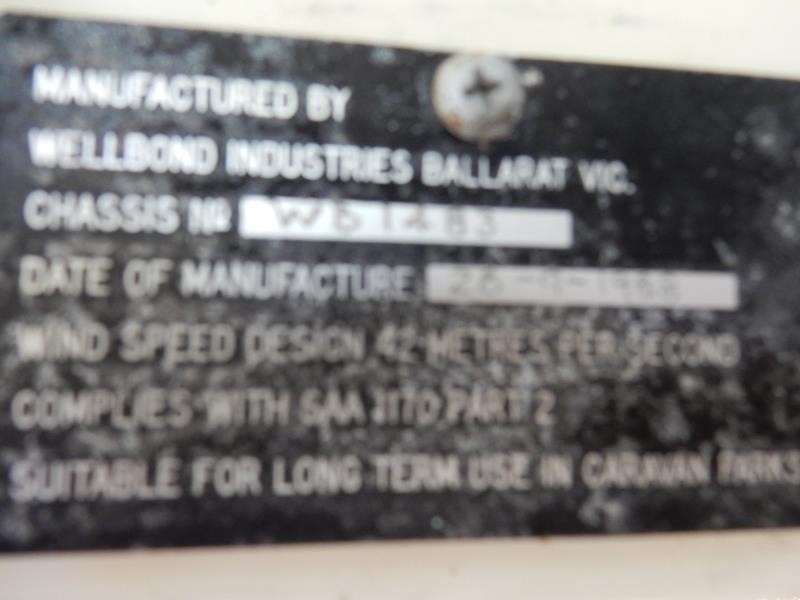 MANUFACTURED BY
WELLBOND INDUSTRIES BALLARAT VIC.
CHASSIS Nº
DATE OF MANUFACTURE
WIND SPEED DESIGN 42 METRES PER SECOND
COMPLIES WITH SAA 1170 PART 2
SUITABLE FOR LONG TERM USE IN CARAVAN PARKS